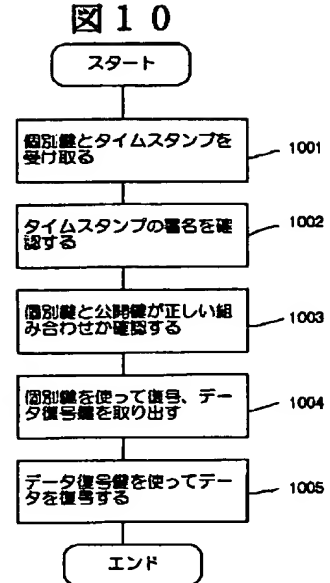 図10
スタート
個別鍵とタイムスタンプを
受け取る
1001
タイムスタンプの署名を確
認する
1002
個別鍵と公開鍵が正しい組
み合わせか確認する
1003
個別鍵を使って復号、デー
タ復号鍵を取り出す
1004
データ復号鍵を使ってデー
タを復号する
1005
エンド